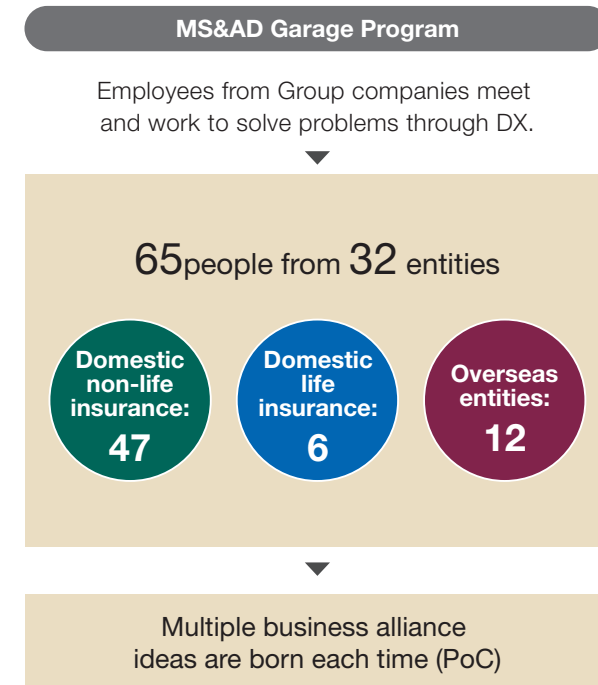 MS&AD Garage Program
Employees from Group companies meet
and work to solve problems through DX.
65people from 32 entities
Domestic
non-life
insurance:
47
Domestic
life
insurance:
6
Overseas
entities:
12
Multiple business alliance
ideas are born each time (PoC)